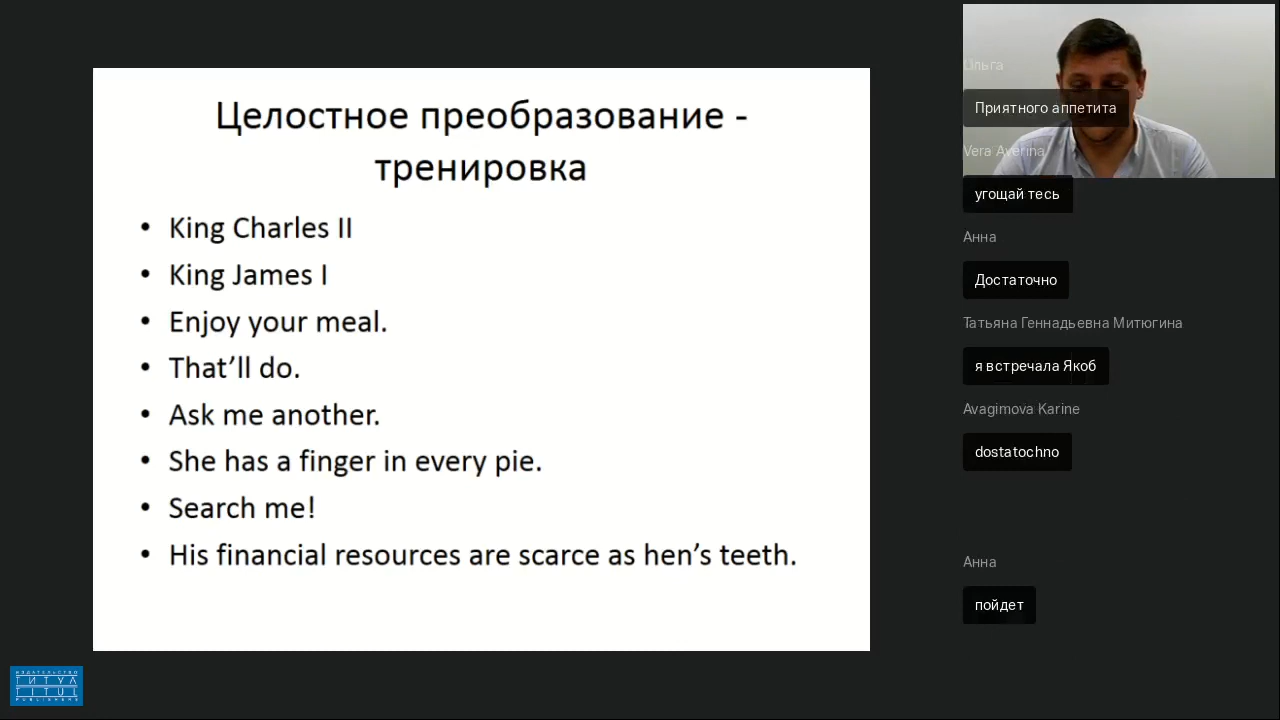 Целостное преобразование -
тренировка
• King Charles II
• King James I
• Enjoy your meal.
• That’ll do.
• Ask me another.
• She has a finger in every pie.
• Search me!
• His financial resources are scarce as hen’s teeth.
Ольга
Приятного аппетита
Vera Averina
угощай тесь
Анна
Достаточно
Татьяна Геннадьевна Митюгина
я встречала Якоб
Avagimova Karine
dostatochno
Анна
пойдет
ИЗДАТЕЛЬСТВО
ТИТУЛ
TITUL
PUBLISHERS